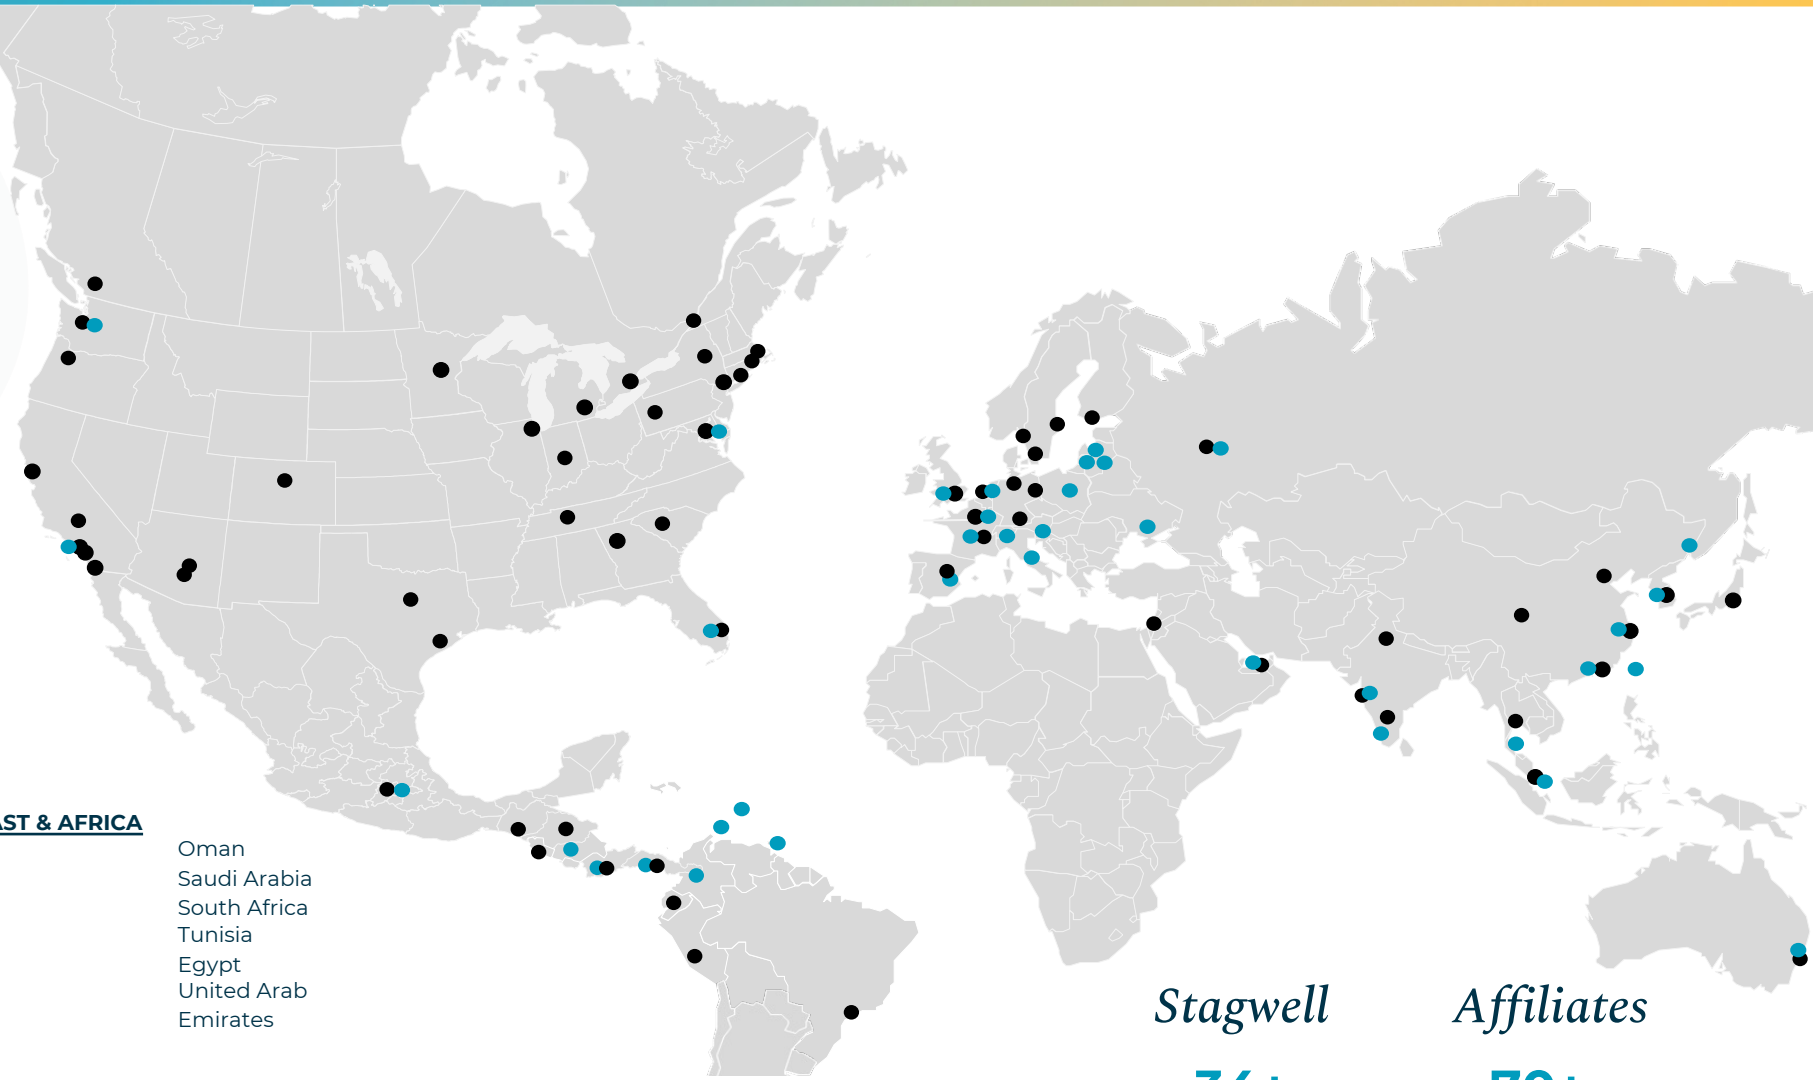 AST & AFRICA
Oman
Saudi Arabia
South Africa
Tunisia
Egypt
United Arab
Emirates
Stagwell
Affiliates